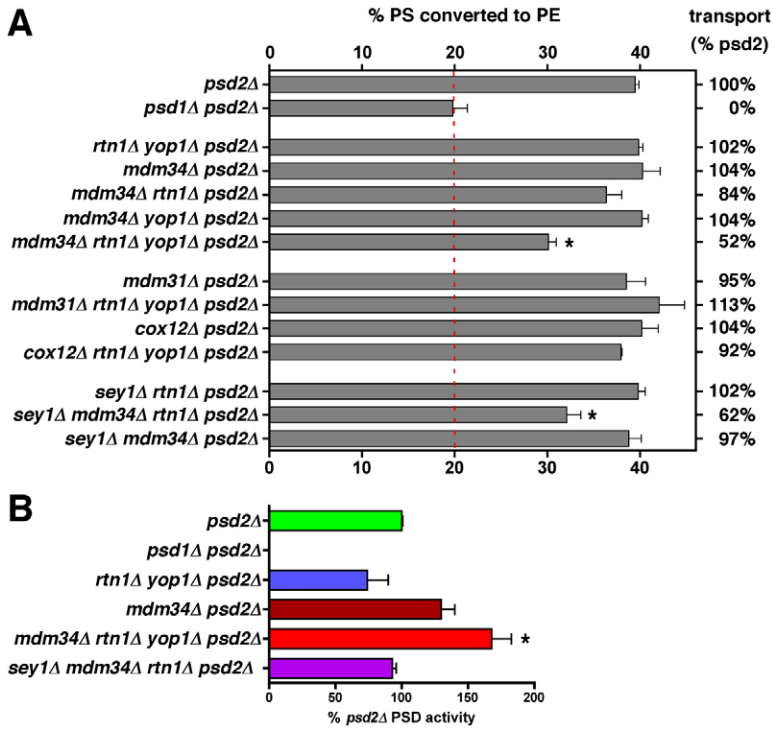 A
% PS converted to PE
transport
(% psd2)
0 10 20 30 40
psd2Δ 100%
psd1Δ psd2Δ 0%
rtn1Δ yop1Δ psd2Δ 102%
mdm34Δ psd2Δ 104%
mdm34Δ rtn1Δ psd2Δ 84%
mdm34Δ yop1Δ psd2Δ 104%
mdm34Δ rtn1Δ yop1Δ psd2Δ * 52%
mdm31Δ psd2Δ 95%
mdm31Δ rtn1Δ yop1Δ psd2Δ 113%
cox12Δ psd2Δ 104%
cox12Δ rtn1Δ yop1Δ psd2Δ 92%
sey1Δ rtn1Δ psd2Δ 102%
sey1Δ mdm34Δ rtn1Δ psd2Δ * 62%
sey1Δ mdm34Δ psd2Δ 97%
0 10 20 30 40
B
psd2Δ
psd1Δ psd2Δ
rtn1Δ yop1Δ psd2Δ
mdm34Δ psd2Δ
mdm34Δ rtn1Δ yop1Δ psd2Δ *
sey1Δ mdm34Δ rtn1Δ psd2Δ
0 50 100 150 200
% psd2Δ PSD activity